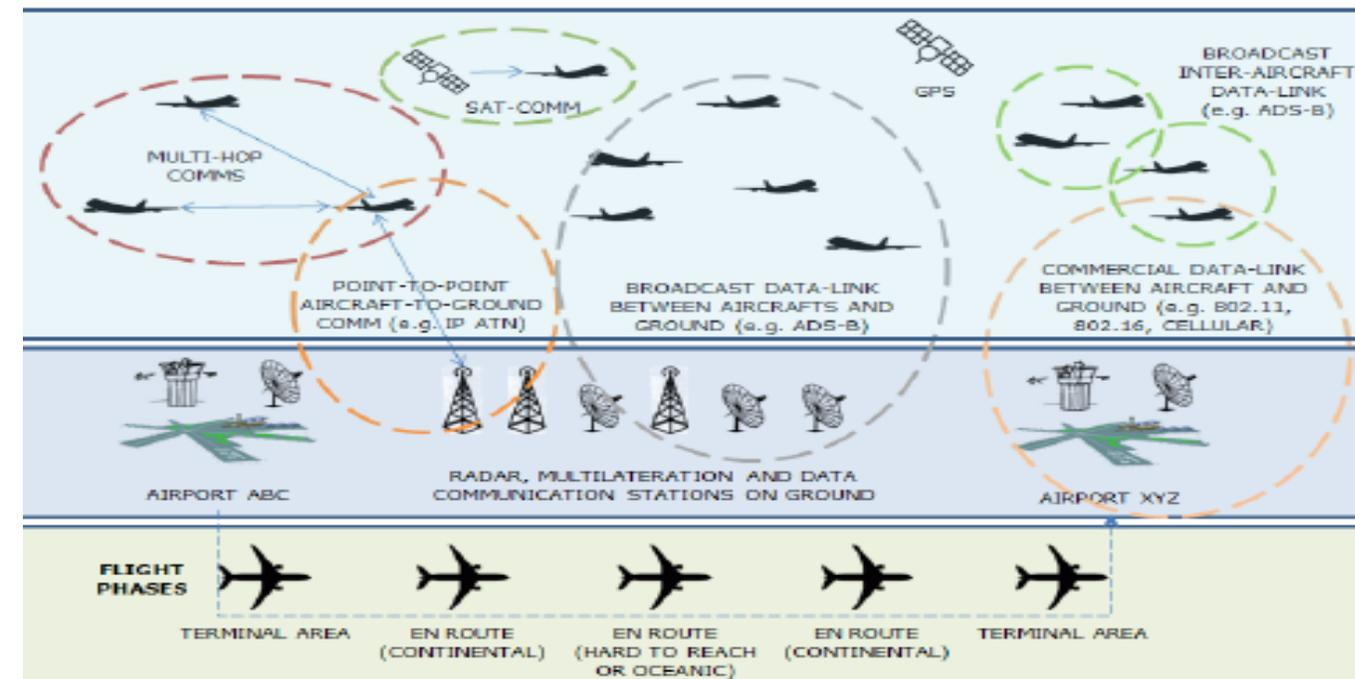 SAT-COMM
GPS
BROADCAST
INTER-AIRCRAFT
DATA-LINK
(e.g. ADS-B)
MULTI-HOP
COMMS
POINT-TO-POINT
AIRCRAFT-TO-GROUND
COMM (e.g. IP ATN)
BROADCAST DATA-LINK
BETWEEN AIRCRAFTS AND
GROUND (e.g. ADS-B)
COMMERCIAL DATA-LINK
BETWEEN AIRCRAFT AND
GROUND (e.g. 802.11,
802.16, CELLULAR)
AIRPORT ABC
RADAR, MULTILATERATION AND DATA
COMMUNICATION STATIONS ON GROUND
AIRPORT XYZ
FLIGHT
PHASES
TERMINAL AREA
EN ROUTE
(CONTINENTAL)
EN ROUTE
(HARD TO REACH
OR OCEANIC)
EN ROUTE
(CONTINENTAL)
TERMINAL AREA